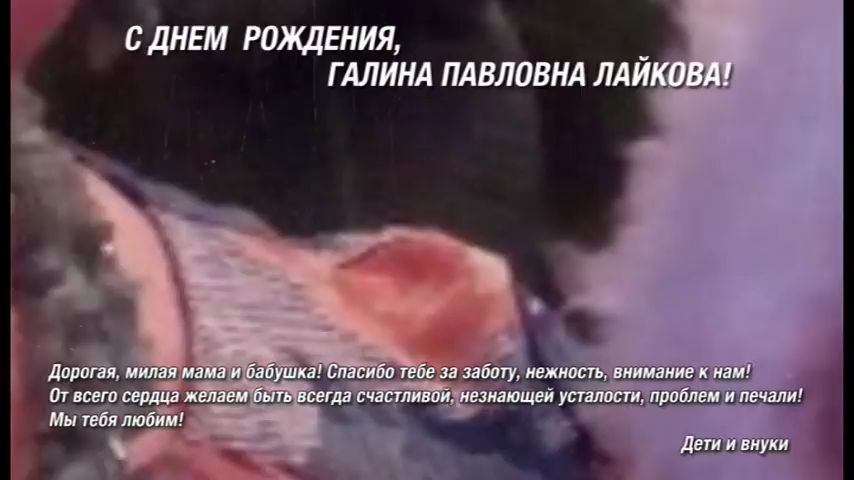 С ДНЕМ РОЖДЕНИЯ,
ГАЛИНА ПАВЛОВНА ЛАЙКОВА!
Дорогая, милая мама и бабушка! Спасибо тебе за заботу, нежность, внимание к нам!
От всего сердца желаем быть всегда счастливой, незнающей усталости, проблем и печали!
Мы тебя любим!
Дети и внуки